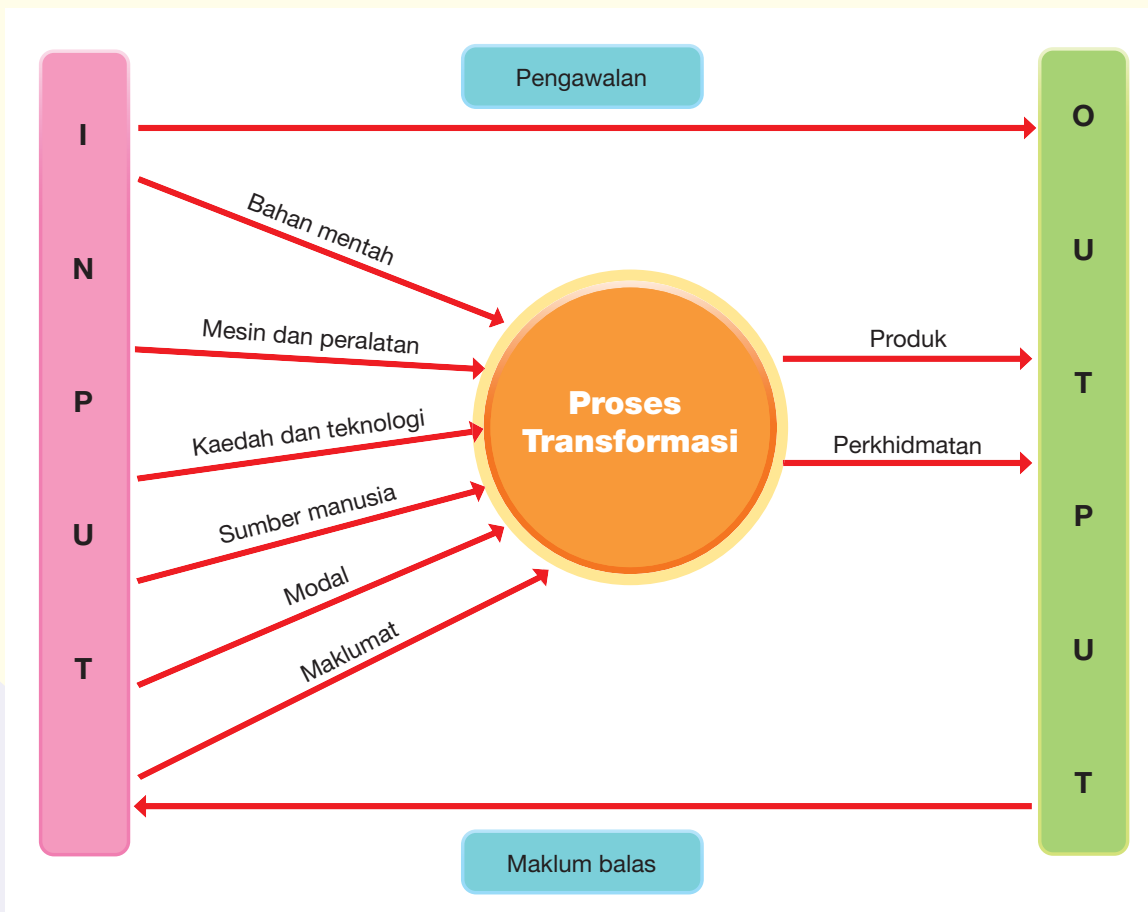 Pengawalan
I
N
P
U
T
Bahan mentah
Mesin dan peralatan
Kaedah dan teknologi
Sumber manusia
Modal
Maklumat
Proses
Transformasi
Produk
Perkhidmatan
O
U
T
P
U
T
Maklum balas